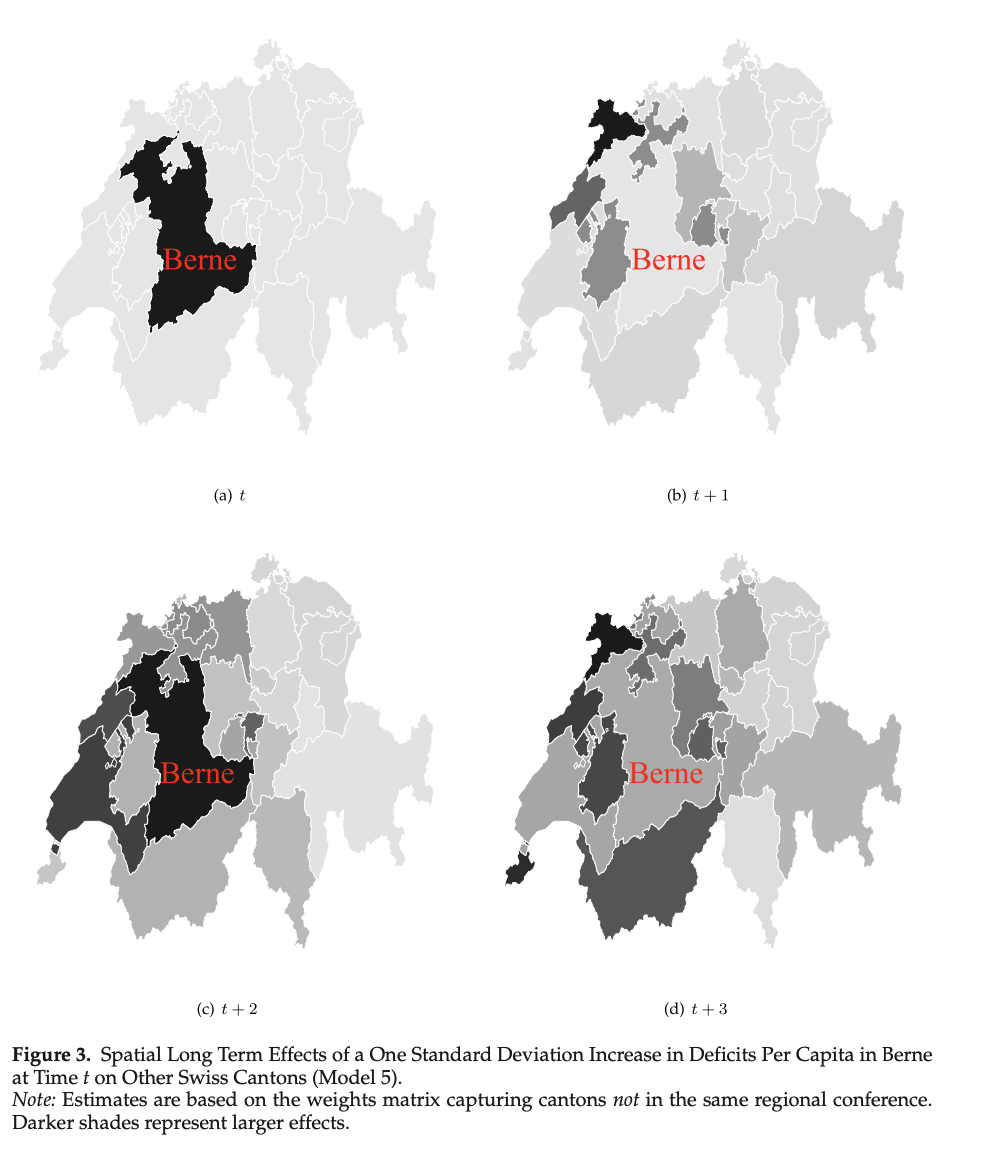 Berne
Berne
(a) t
(b) t + 1
Berne
Berne
(c) t + 2
(d) t + 3
Figure 3. Spatial Long Term Effects of a One Standard Deviation Increase in Deficits Per Capita in Berne
at Time t on Other Swiss Cantons (Model 5).
Note: Estimates are based on the weights matrix capturing cantons not in the same regional conference.
Darker shades represent larger effects.